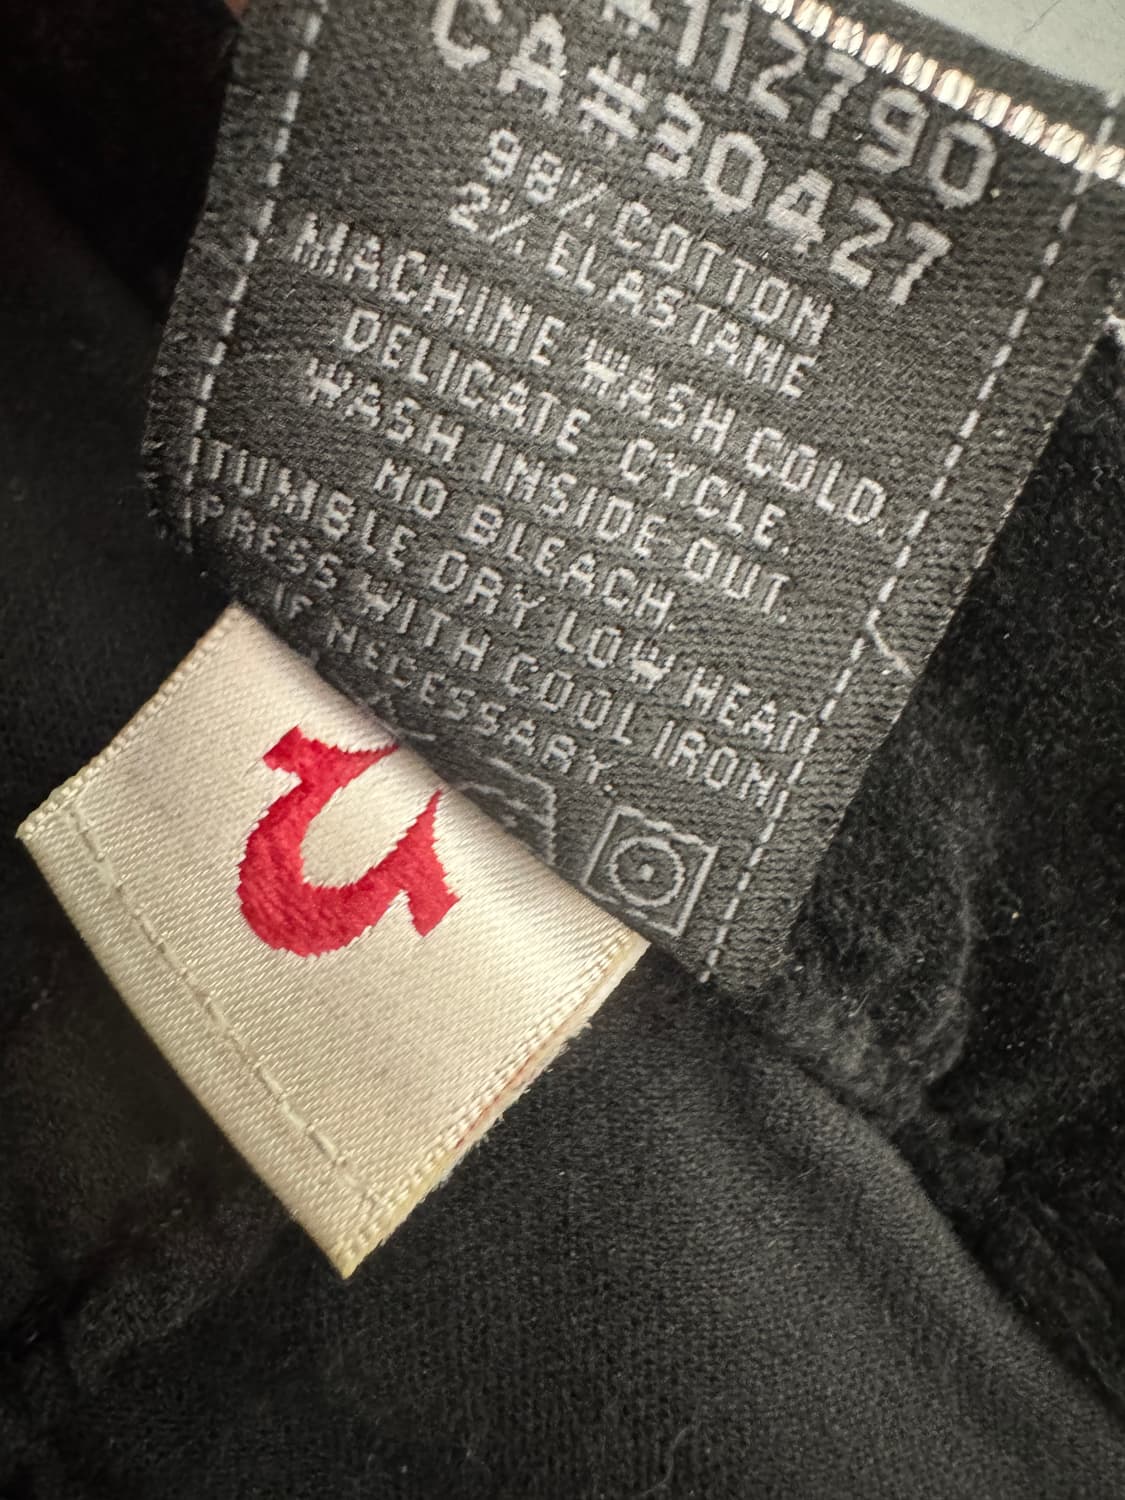 #112790
CA#30427
98% COTTON
2% ELASTANE
MACHINE WASH COLD.
DELICATE CYCLE.
WASH INSIDE OUT.
NO BLEACH.
TUMBLE DRY LOW HEAT
PRESS WITH COOL IRON
IF NECESSARY.